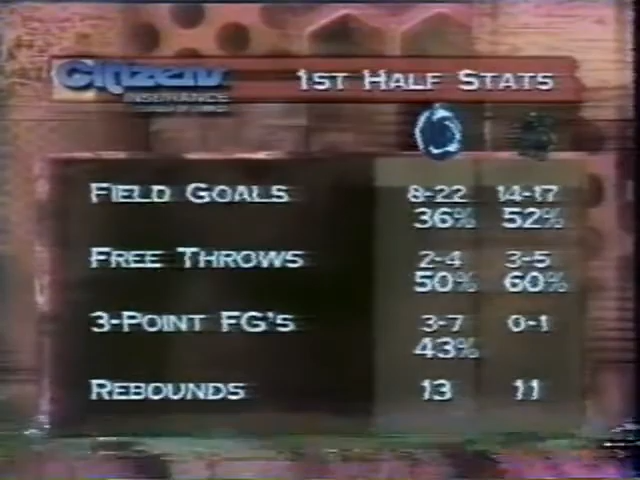 Citizens 1ST HALF STATS
INSURANCE
FIELD GOALS 8-22 14-17
36% 52%
FREE THROWS 2-4 3-5
50% 60%
3-POINT FG'S 3-7 0-1
43%
REBOUNDS 13 11